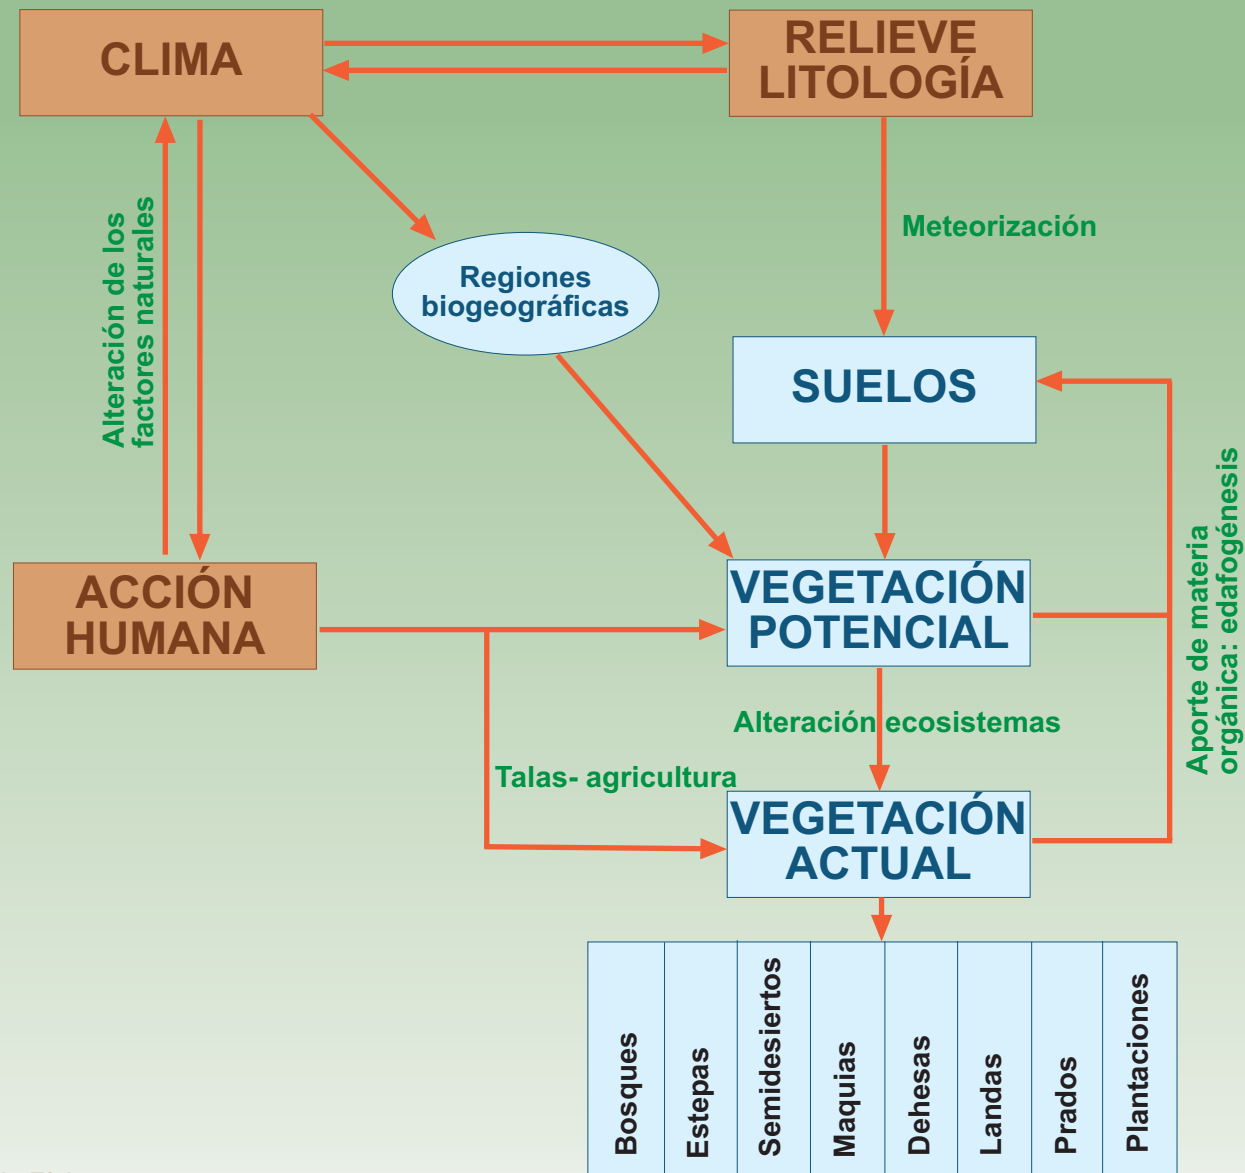 CLIMA
RELIEVE
LITOLOGÍA
Alteración de los
factores naturales
Meteorización
Regiones
biogeográficas
SUELOS
ACCIÓN
HUMANA
VEGETACIÓN
POTENCIAL
Aporte de materia
orgánica: edafogénesis
Alteración ecosistemas
Talas- agricultura
VEGETACIÓN
ACTUAL
Bosques
Estepas
Semidesiertos
Maquias
Dehesas
Landas
Prados
Plantaciones